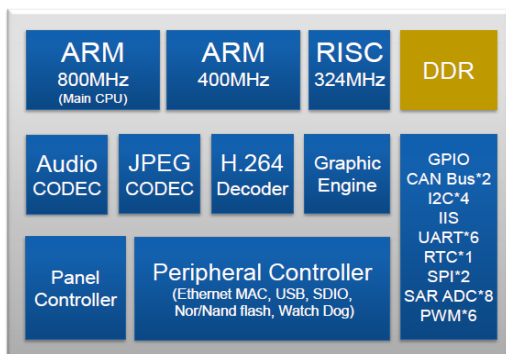 ARM
800MHz
(Main CPU)
ARM
400MHz
RISC
324MHz
DDR
Audio
CODEC
JPEG
CODEC
H.264
Decoder
Graphic
Engine
GPIO
CAN Bus*2
I2C*4
IIS
UART*6
RTC*1
SPI*2
SAR ADC*8
PWM*6
Panel
Controller
Peripheral Controller
(Ethernet MAC, USB, SDIO,
Nor/Nand flash, Watch Dog)